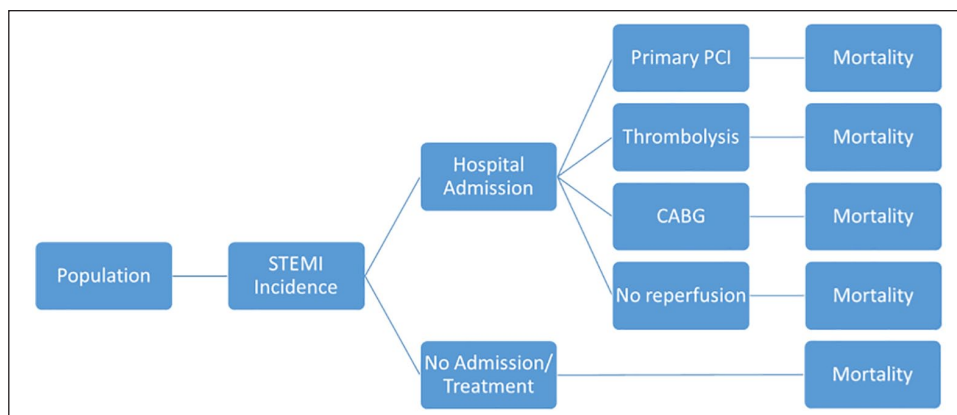 Primary PCI
Mortality
Thrombolysis
Mortality
Hospital
Admission
CABG
Mortality
Population
STEMI
Incidence
No reperfusion
Mortality
No Admission/
Treatment
Mortality